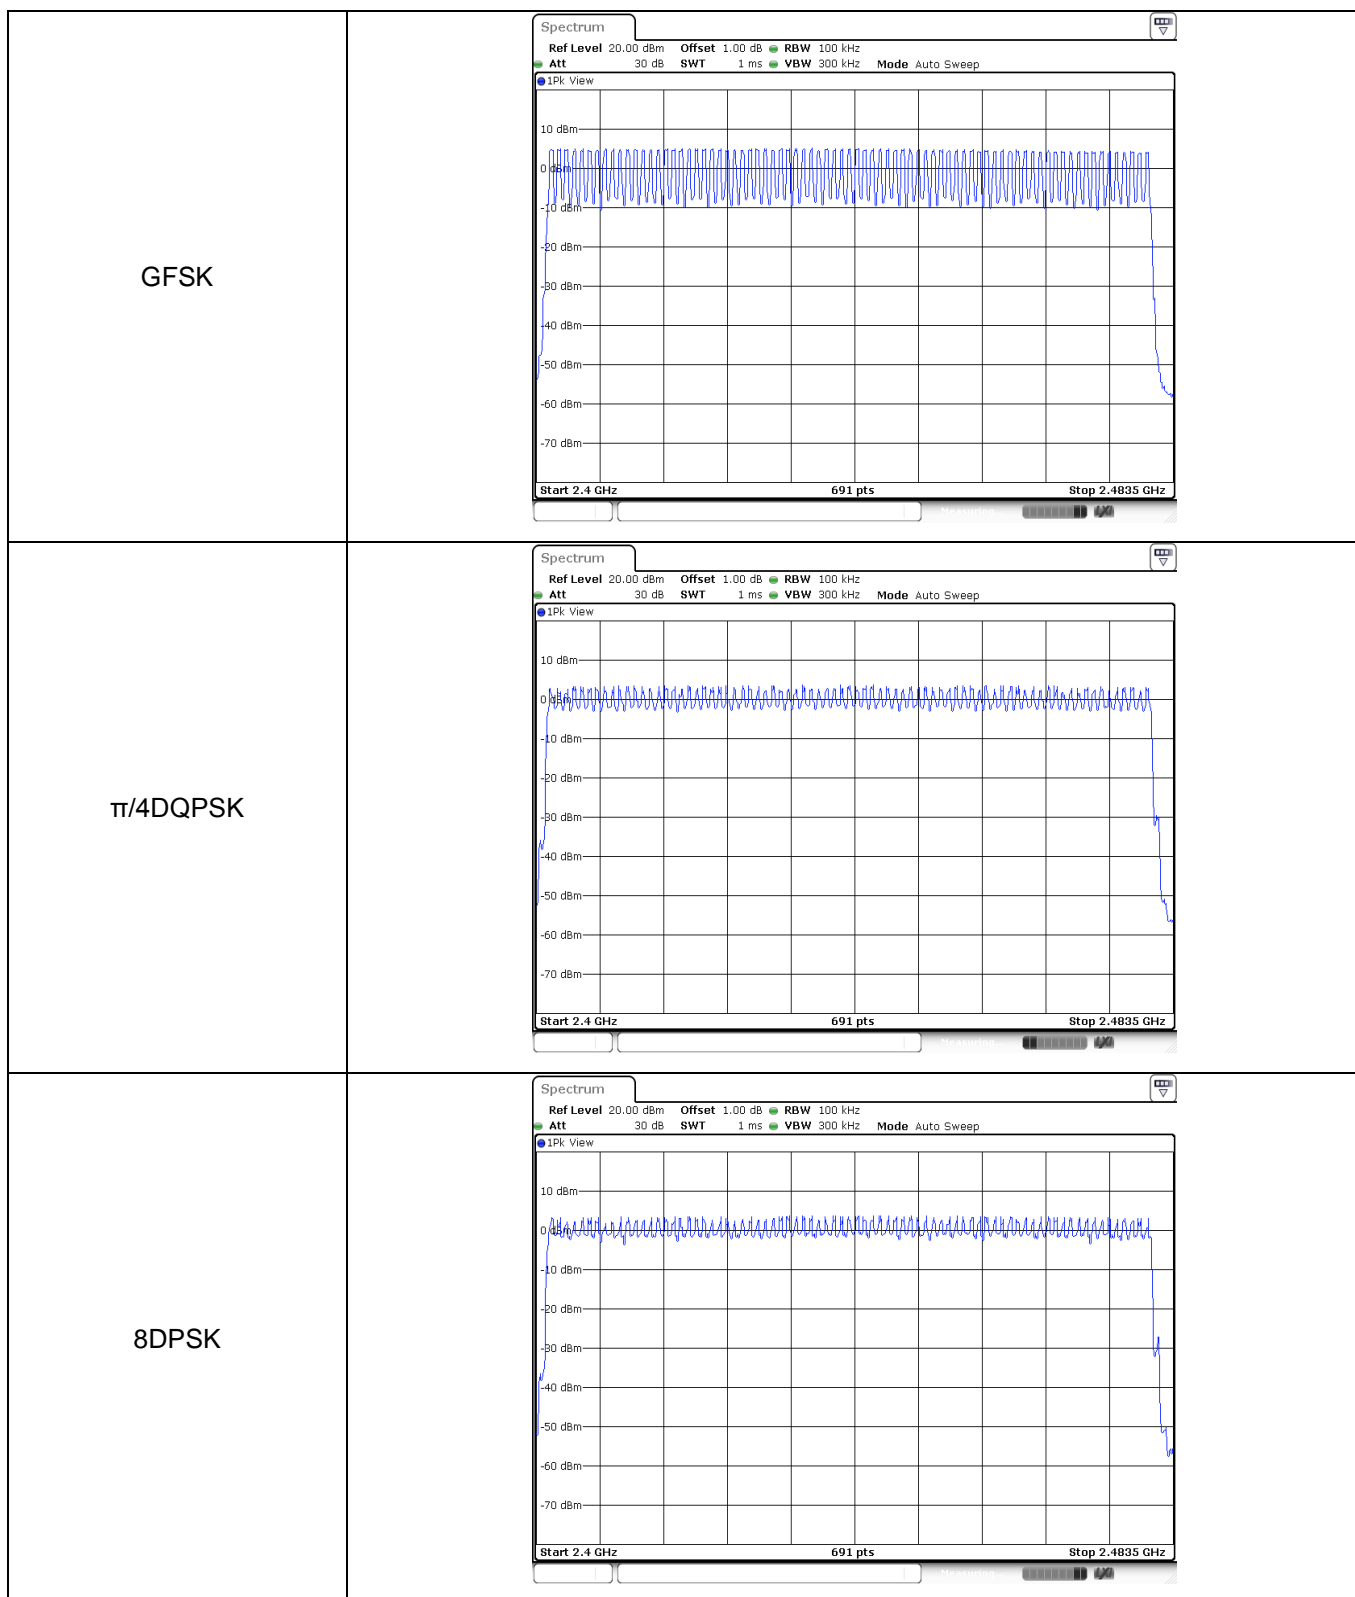 GFSK
Spectrum
Ref Level 20.00 dBm Offset 1.00 dB RBW 100 kHz
Att 30 dB SWT 1 ms VBW 300 kHz Mode Auto Sweep
1Pk View
10 dBm
0 dBm
-10 dBm
-20 dBm
-30 dBm
-40 dBm
-50 dBm
-60 dBm
-70 dBm
Start 2.4 GHz 691 pts Stop 2.4835 GHz
Measuring...
π/4DQPSK
Spectrum
Ref Level 20.00 dBm Offset 1.00 dB RBW 100 kHz
Att 30 dB SWT 1 ms VBW 300 kHz Mode Auto Sweep
1Pk View
10 dBm
0 dBm
-10 dBm
-20 dBm
-30 dBm
-40 dBm
-50 dBm
-60 dBm
-70 dBm
Start 2.4 GHz 691 pts Stop 2.4835 GHz
Measuring...
8DPSK
Spectrum
Ref Level 20.00 dBm Offset 1.00 dB RBW 100 kHz
Att 30 dB SWT 1 ms VBW 300 kHz Mode Auto Sweep
1Pk View
10 dBm
0 dBm
-10 dBm
-20 dBm
-30 dBm
-40 dBm
-50 dBm
-60 dBm
-70 dBm
Start 2.4 GHz 691 pts Stop 2.4835 GHz
Measuring...